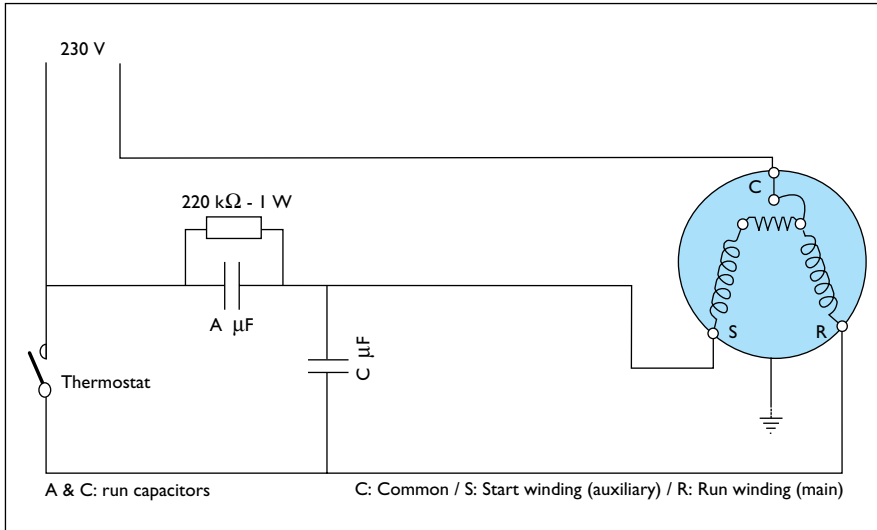 230 V
C
220 kΩ - 1 W
A µF
C µF
S
R
Thermostat
A & C: run capacitors
C: Common / S: Start winding (auxiliary) / R: Run winding (main)